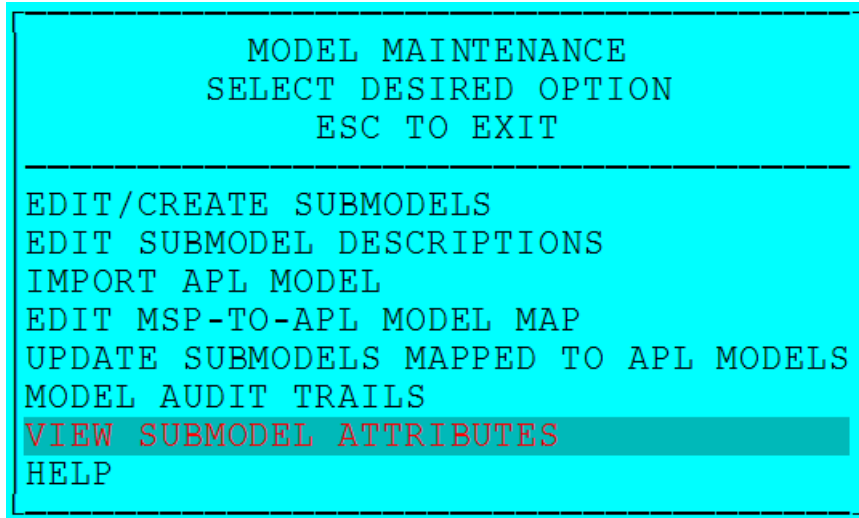 MODEL MAINTENANCE
SELECT DESIRED OPTION
ESC TO EXIT
EDIT/CREATE SUBMODELS
EDIT SUBMODEL DESCRIPTIONS
IMPORT APL MODEL
EDIT MSP-TO-APL MODEL MAP
UPDATE SUBMODELS MAPPED TO APL MODELS
MODEL AUDIT TRAILS
VIEW SUBMODEL ATTRIBUTES
HELP